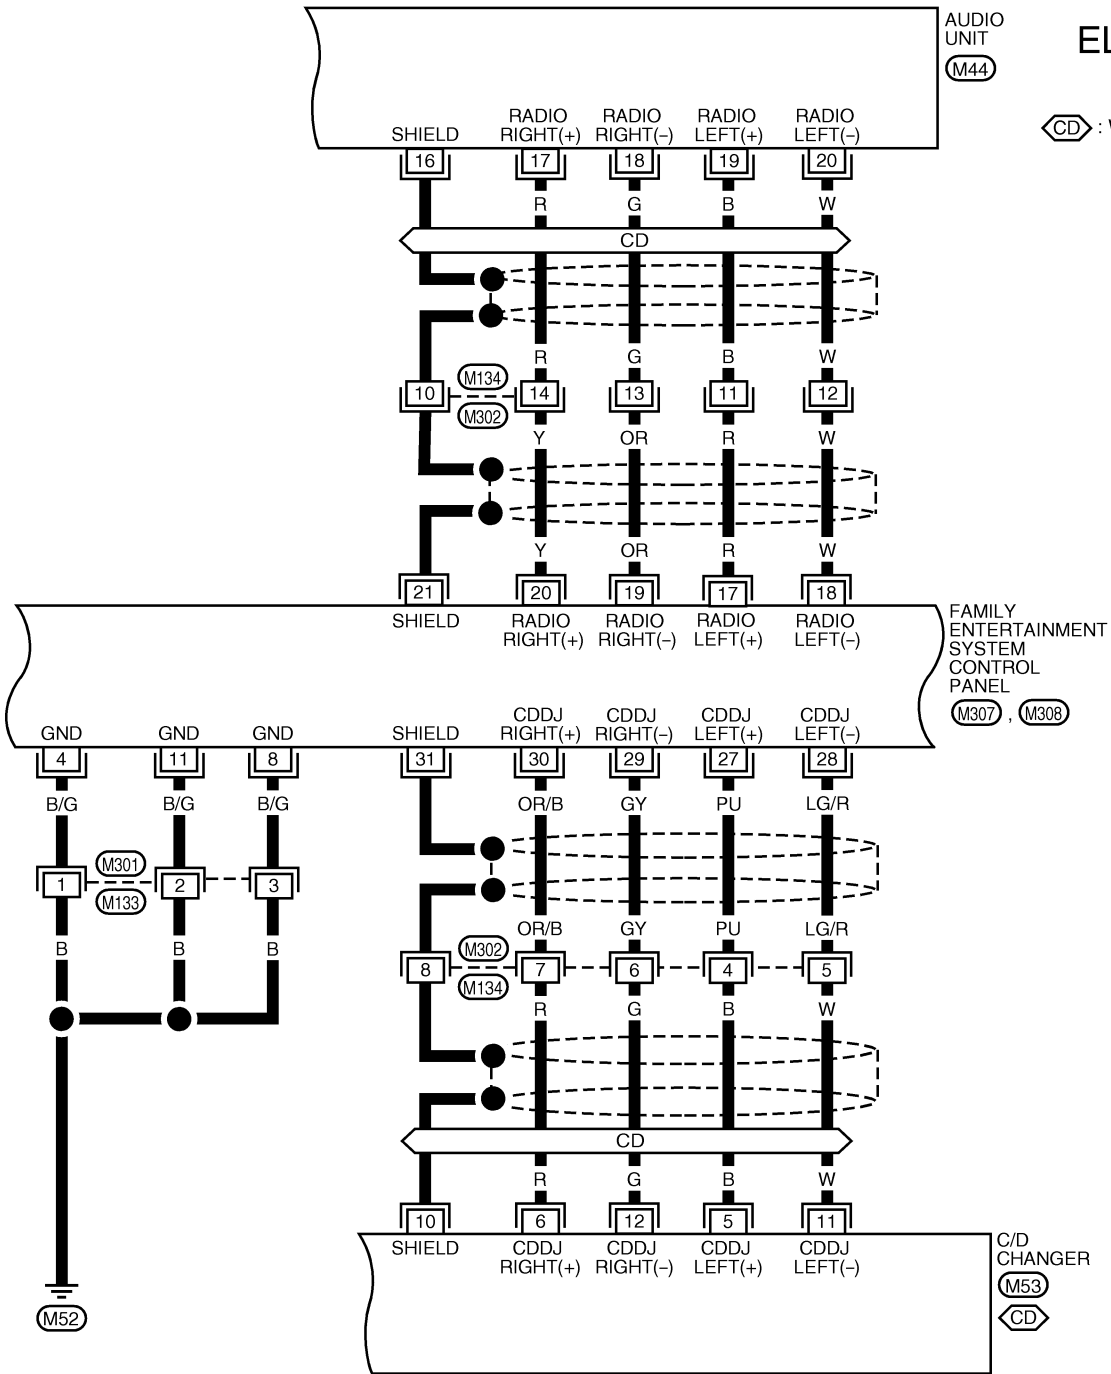 AUDIO
UNIT
M44
EL
CD : 
SHIELD
RADIO
RIGHT(+)
RADIO
RIGHT(–)
RADIO
LEFT(+)
RADIO
LEFT(–)
16 17 18 19 20
R G B W
CD
R G B W
10 M134 14 13 11 12
M302
Y OR R W
Y OR R W
21 20 19 17 18
SHIELD
RADIO
RIGHT(+)
RADIO
RIGHT(–)
RADIO
LEFT(+)
RADIO
LEFT(–)
FAMILY
ENTERTAINMENT
SYSTEM
CONTROL
PANEL
M307 , M308
GND GND GND SHIELD
CDDJ
RIGHT(+)
CDDJ
RIGHT(–)
CDDJ
LEFT(+)
CDDJ
LEFT(–)
4 11 8 31 30 29 27 28
B/G B/G B/G OR/B GY PU LG/R
M301
1 2 3
M133
OR/B GY PU LG/R
B B B
M302
8 7 6 4 5
M134
R G B W
CD
R G B W
10 6 12 5 11
SHIELD
CDDJ
RIGHT(+)
CDDJ
RIGHT(–)
CDDJ
LEFT(+)
CDDJ
LEFT(–)
C/D
CHANGER
M53
CD
M52